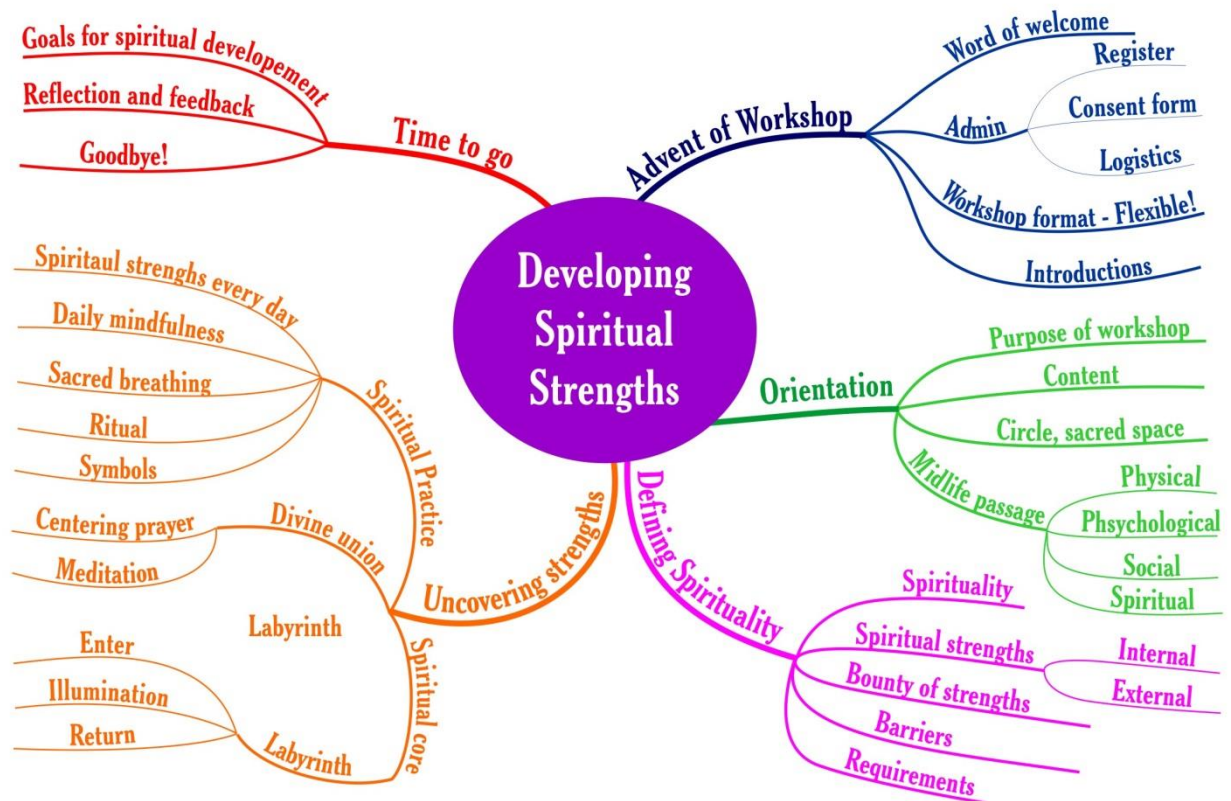 Developing
Spiritual
Strengths
Advent of Workshop
Word of welcome
Admin
Register
Consent form
Logistics
Workshop format - Flexible!
Introductions
Orientation
Purpose of workshop
Content
Circle, sacred space
Midlife passage
Physical
Phsychological
Social
Spiritual
Defining Spirituality
Spirituality
Spiritual strengths
Internal
External
Bounty of strengths
Barriers
Requirements
Uncovering strengths
Spiritual Practice
Spiritaul strenghs every day
Daily mindfulness
Sacred breathing
Ritual
Symbols
Divine union
Centering prayer
Meditation
Labyrinth
Spiritual core
Labyrinth
Enter
Illumination
Return
Time to go
Goals for spiritual developement
Reflection and feedback
Goodbye!